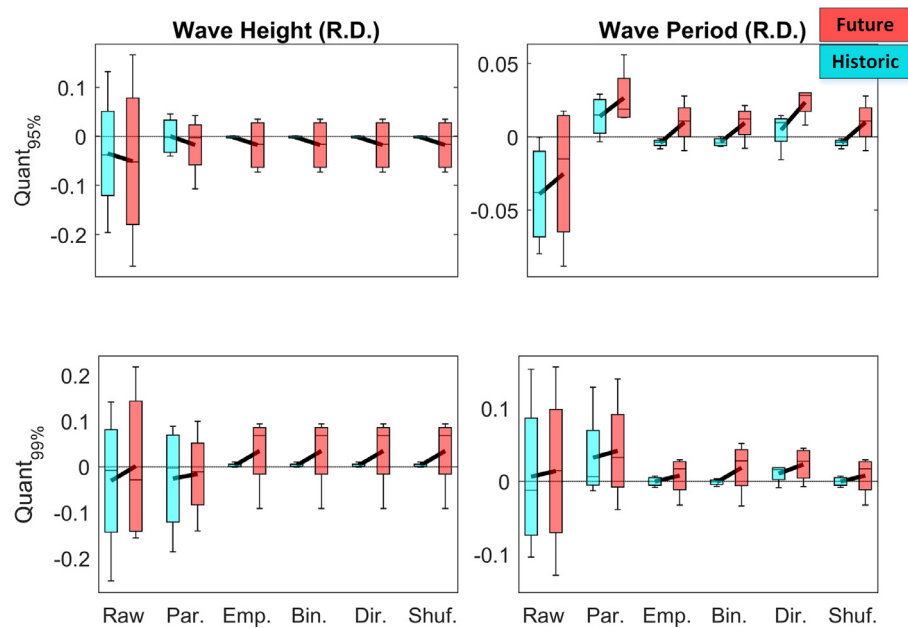 Wave Height (R.D.)
Wave Period (R.D.)
Future
Historic
Quant95%
0.1
0
-0.1
-0.2
0.05
0
-0.05
Quant99%
0.2
0.1
0
-0.1
-0.2
0.1
0
-0.1
Raw Par. Emp. Bin. Dir. Shuf.
Raw Par. Emp. Bin. Dir. Shuf.